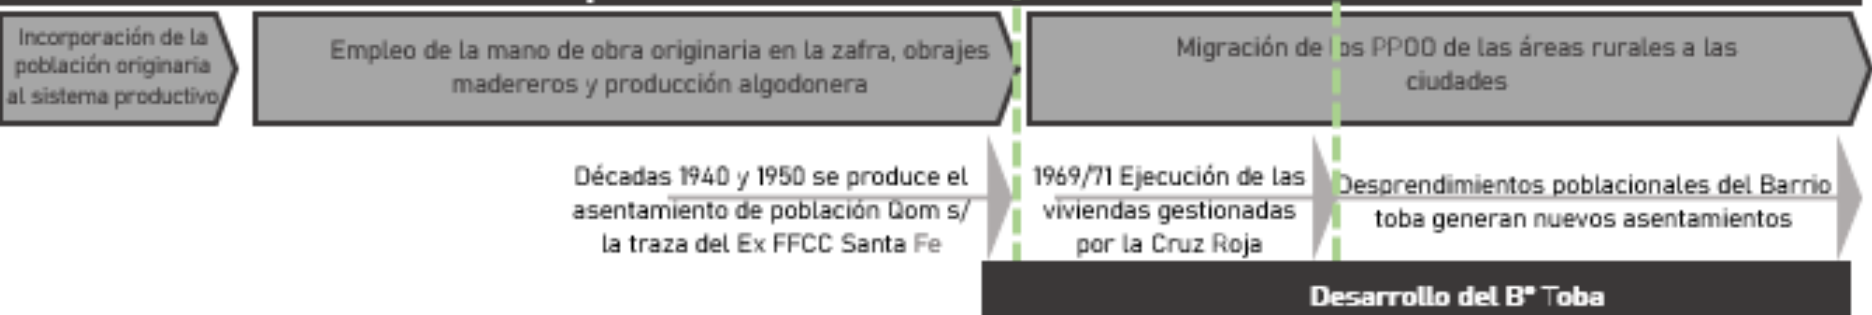 Incorporación de la
población originaria
al sistema productivo
Empleo de la mano de obra originaria en la zafra, obrajes
madereros y producción algodonera
Migración de los PPOO de las áreas rurales a las
ciudades
Décadas 1940 y 1950 se produce el
asentamiento de población Qom s/
la traza del Ex FFCC Santa Fe
1969/71 Ejecución de las
viviendas gestionadas
por la Cruz Roja
Desprendimientos poblacionales del Barrio
toba generan nuevos asentamientos
Desarrollo del B° Toba